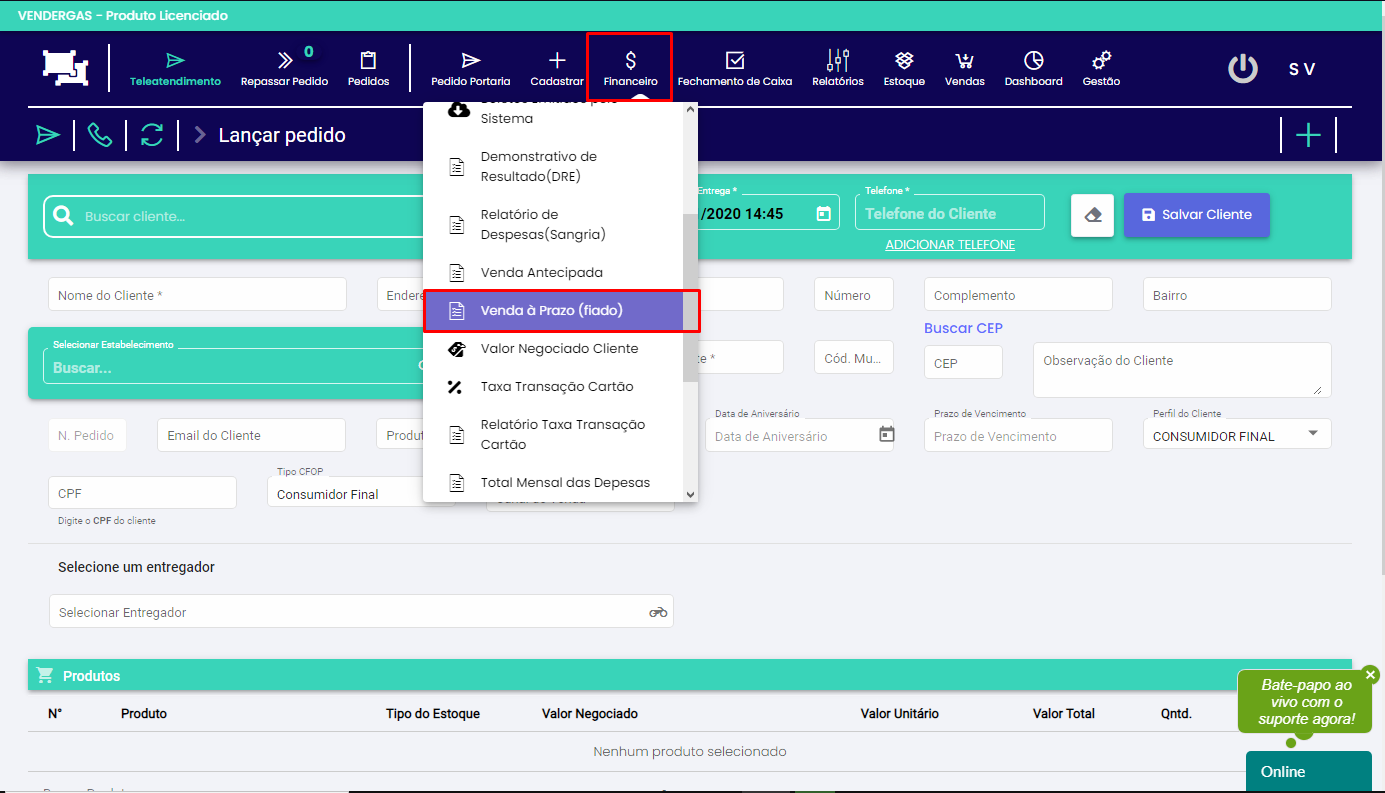 VENDERGAS – Produto Licenciado
0
Teleatendimento
Repassar Pedido
Pedidos
Pedido Portaria
Cadastrar
Financeiro
Fechamento de Caixa
Relatórios
Estoque
Vendas
Dashboard
Gestão
S V
Lançar pedido
Sistema
Demonstrativo de
Resultado(DRE)
Relatório de
Despesas(Sangria)
Venda Antecipada
Venda à Prazo (fiado)
Valor Negociado Cliente
Taxa Transação Cartão
Relatório Taxa Transação
Cartão
Total Mensal das Depesas
Buscar cliente...
Entrega *
/2020 14:45
Telefone *
Telefone do Cliente
ADICIONAR TELEFONE
Salvar Cliente
Nome do Cliente *
Endere
Número
Complemento
Bairro
Buscar CEP
Selecionar Estabelecimento
Buscar...
te *
Cód. Mu...
CEP
Observação do Cliente
N. Pedido
Email do Cliente
Produt
Data de Aniversário
Data de Aniversário
Prazo de Vencimento
Prazo de Vencimento
Perfil do Cliente
CONSUMIDOR FINAL
CPF
Digite o CPF do cliente
Tipo CFOP
Consumidor Final
Selecione um entregador
Selecionar Entregador
Produtos
N°
Produto
Tipo do Estoque
Valor Negociado
Valor Unitário
Valor Total
Qntd.
Nenhum produto selecionado
Bate-papo ao
vivo com o
suporte agora!
Online